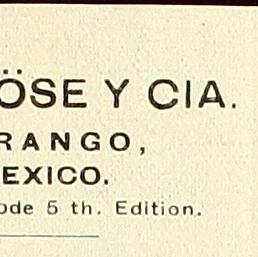 ÖSE Y CIA.
RANGO,
EXICO.
ode 5 th. Edition.